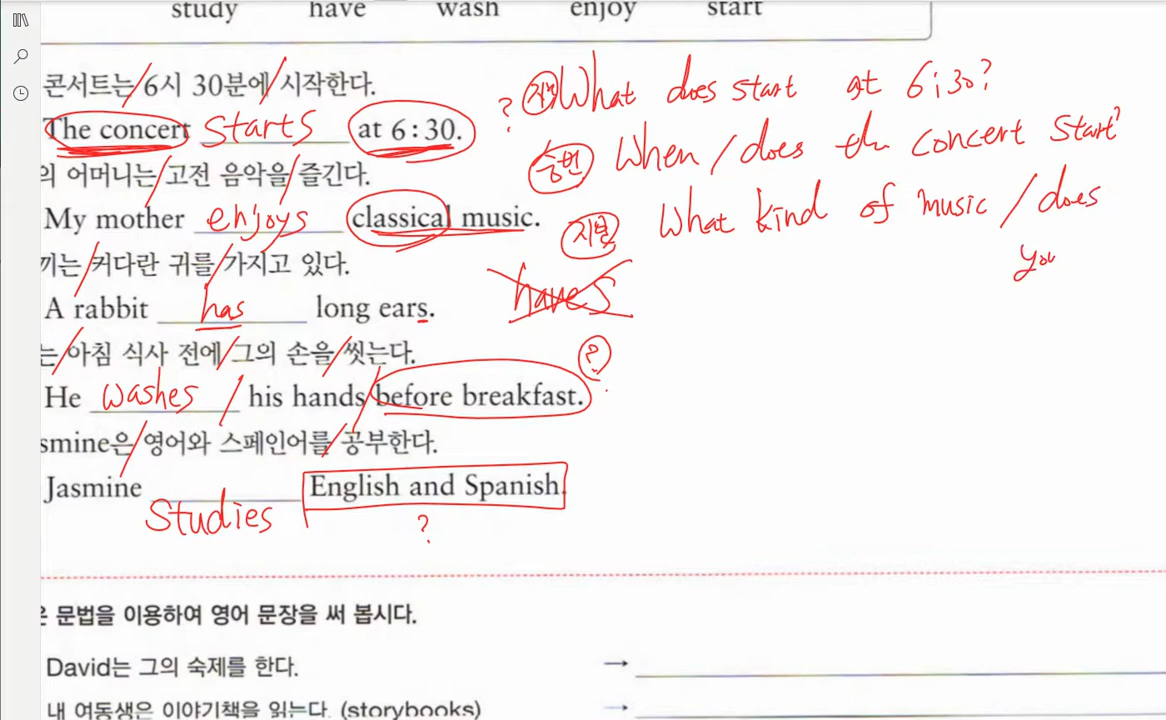 study have wash enjoy start
콘서트는/6시 30분에/시작한다.
The concert starts at 6:30.
? What does start at 6:30?
When/does the concert start?
의 어머니는/고전 음악을/즐긴다.
My mother enjoys classical music.
What kind of music/does
you
끼는/커다란 귀를/가지고 있다.
A rabbit has long ears.
haves
는/아침 식사 전에/그의 손을/씻는다.
?
He washes/his hands/before breakfast.
smine은/영어와 스페인어를/공부한다.
Jasmine studies English and Spanish.
?
은 문법을 이용하여 영어 문장을 써 봅시다.
David는 그의 숙제를 한다. →
내 여동생은 이야기책을 읽는다. (storybooks) →